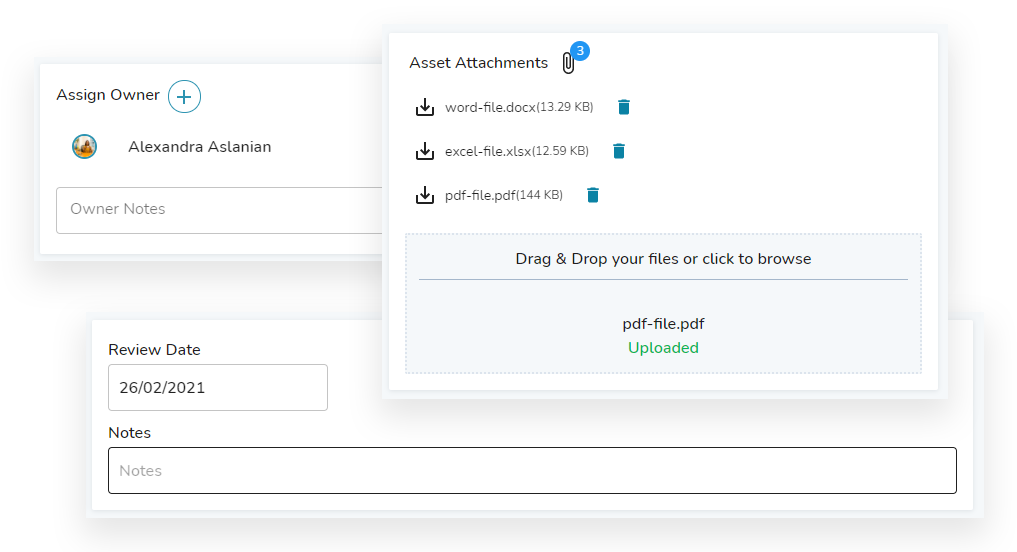 Assign Owner
Alexandra Aslanian
Owner Notes
Asset Attachments 3
word-file.docx(13.29 KB)
excel-file.xlsx(12.59 KB)
pdf-file.pdf(144 KB)
Drag & Drop your files or click to browse
pdf-file.pdf
Uploaded
Review Date
26/02/2021
Notes
Notes